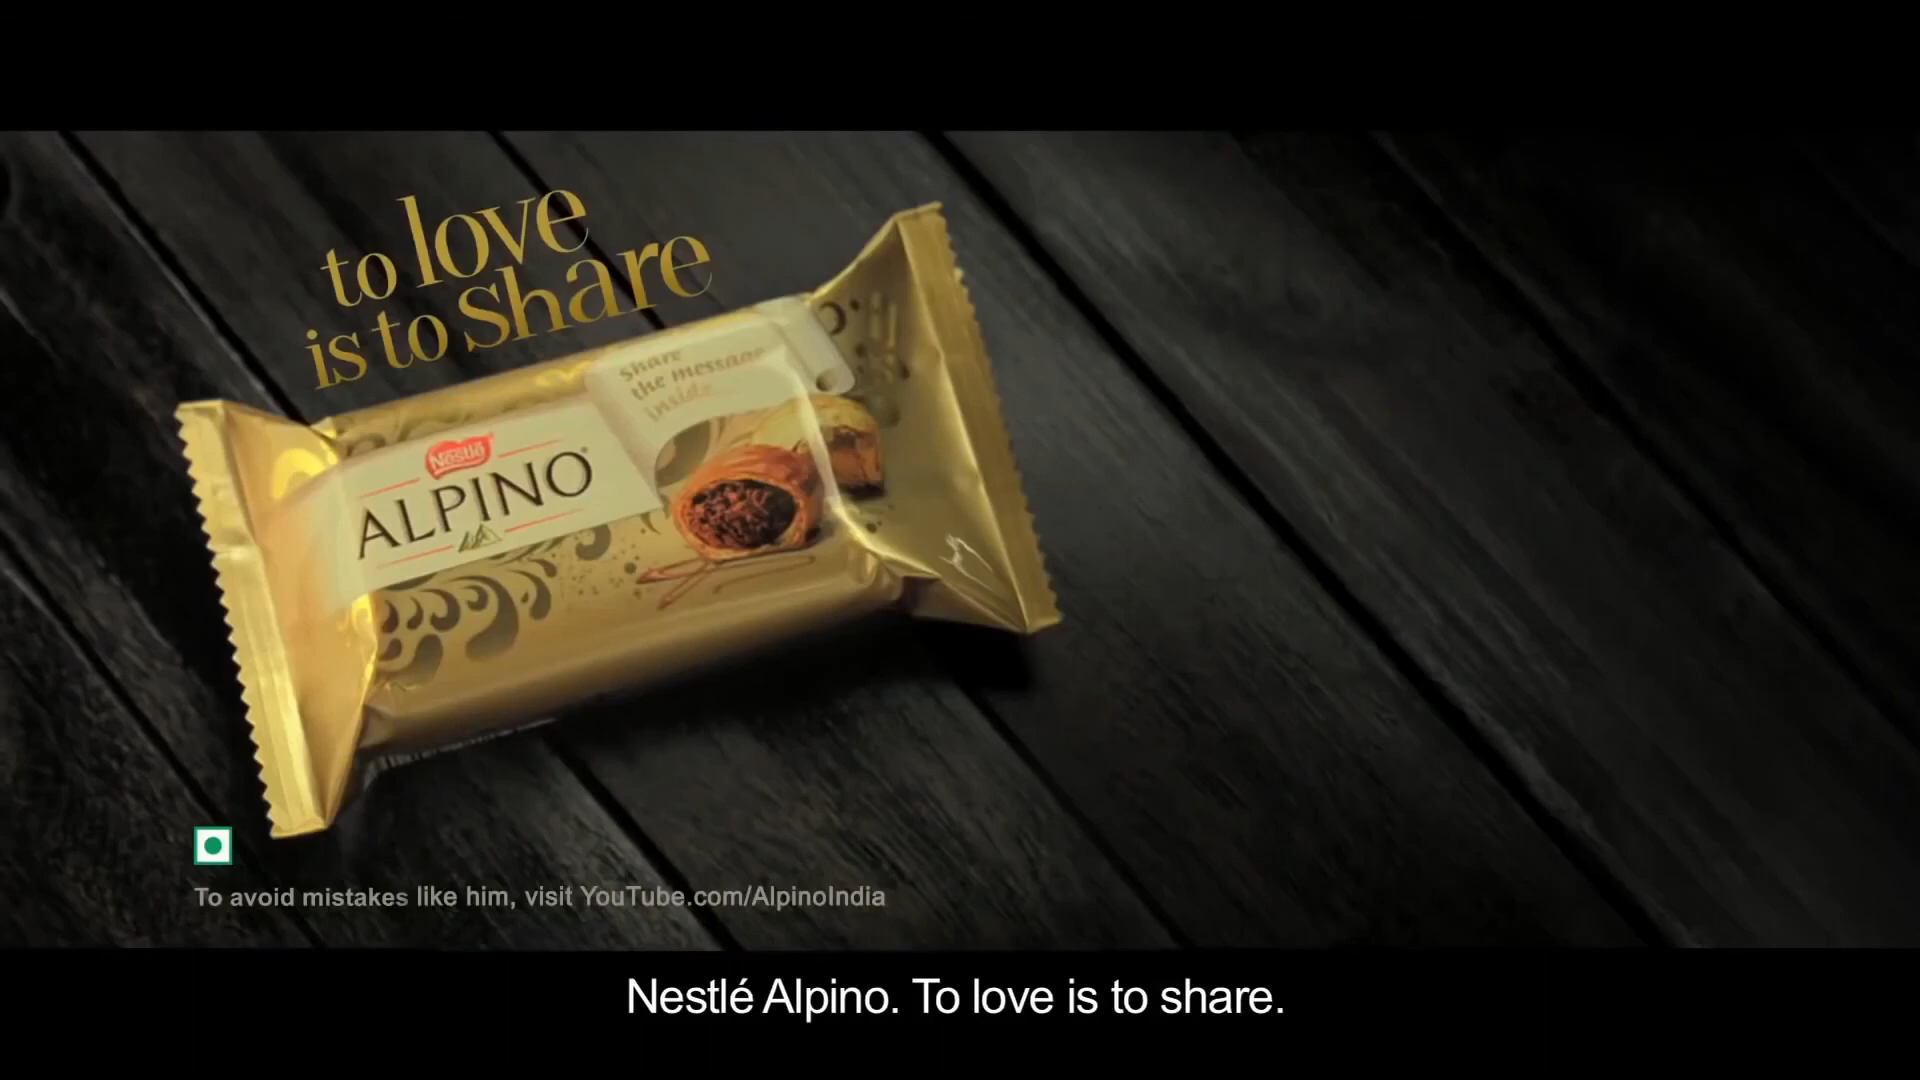 to love
is to Share
share
the message
inside
Nestlé
ALPINO
To avoid mistakes like him, visit YouTube.com/AlpinoIndia
Nestlé Alpino. To love is to share.